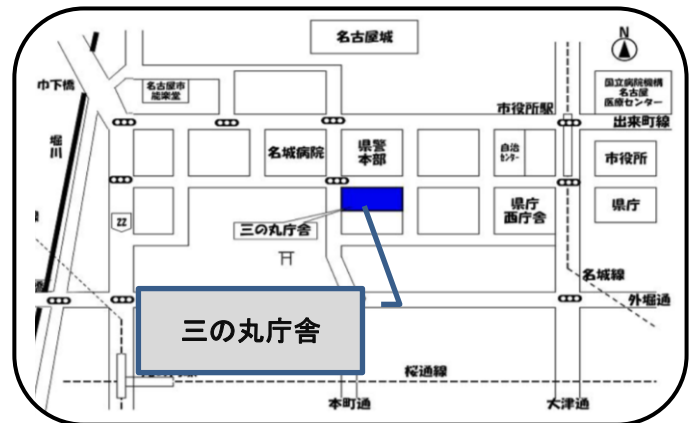 名古屋城
N
巾下橋
名古屋市
能楽堂
国立病院機構
名古屋
医療センター
市役所駅
出来町線
堀川
名城病院
県警
本部
自治
センター
市役所
22
三の丸庁舎
県庁
西庁舎
県庁
名城線
外堀通
三の丸庁舎
桜通線
本町通
大津通